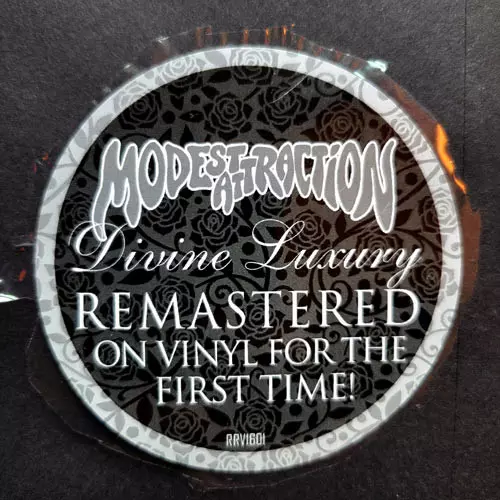 MODEST ATTRACTION
Divine Luxury
REMASTERED
ON VINYL FOR THE
FIRST TIME!
RRV1601